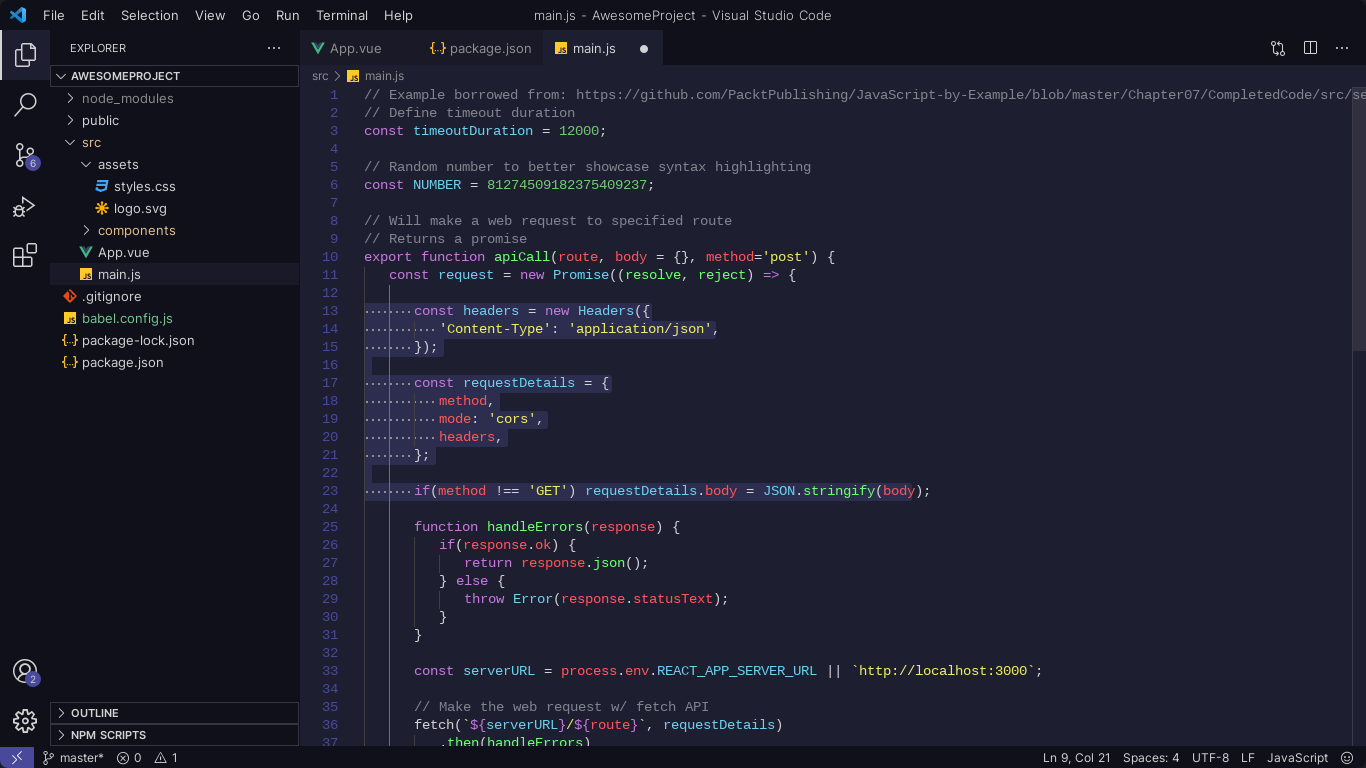 File Edit Selection View Go Run Terminal Help
main.js - AwesomeProject - Visual Studio Code
EXPLORER
AWESOMEPROJECT
node_modules
public
src
assets
styles.css
logo.svg
components
App.vue
main.js
.gitignore
babel.config.js
package-lock.json
package.json
OUTLINE
NPM SCRIPTS
6
2
App.vue
{..} package.json
JS main.js
src > JS main.js
1 // Example borrowed from: https://github.com/PacktPublishing/JavaScript-by-Example/blob/master/Chapter07/CompletedCode/src/se
2 // Define timeout duration
3 const timeoutDuration = 12000;
4
5 // Random number to better showcase syntax highlighting
6 const NUMBER = 81274509182375409237;
7
8 // Will make a web request to specified route
9 // Returns a promise
10 export function apiCall(route, body = {}, method='post') {
11 const request = new Promise((resolve, reject) => {
12
13 const headers = new Headers({
14 'Content-Type': 'application/json',
15 });
16
17 const requestDetails = {
18 method,
19 mode: 'cors',
20 headers,
21 };
22
23 if(method !== 'GET') requestDetails.body = JSON.stringify(body);
24
25 function handleErrors(response) {
26 if(response.ok) {
27 return response.json();
28 } else {
29 throw Error(response.statusText);
30 }
31 }
32
33 const serverURL = process.env.REACT_APP_SERVER_URL || `http://localhost:3000`;
34
35 // Make the web request w/ fetch API
36 fetch(`${serverURL}/${route}`, requestDetails)
37 .then(handleErrors)
master* 0 1
Ln 9, Col 21 Spaces: 4 UTF-8 LF JavaScript